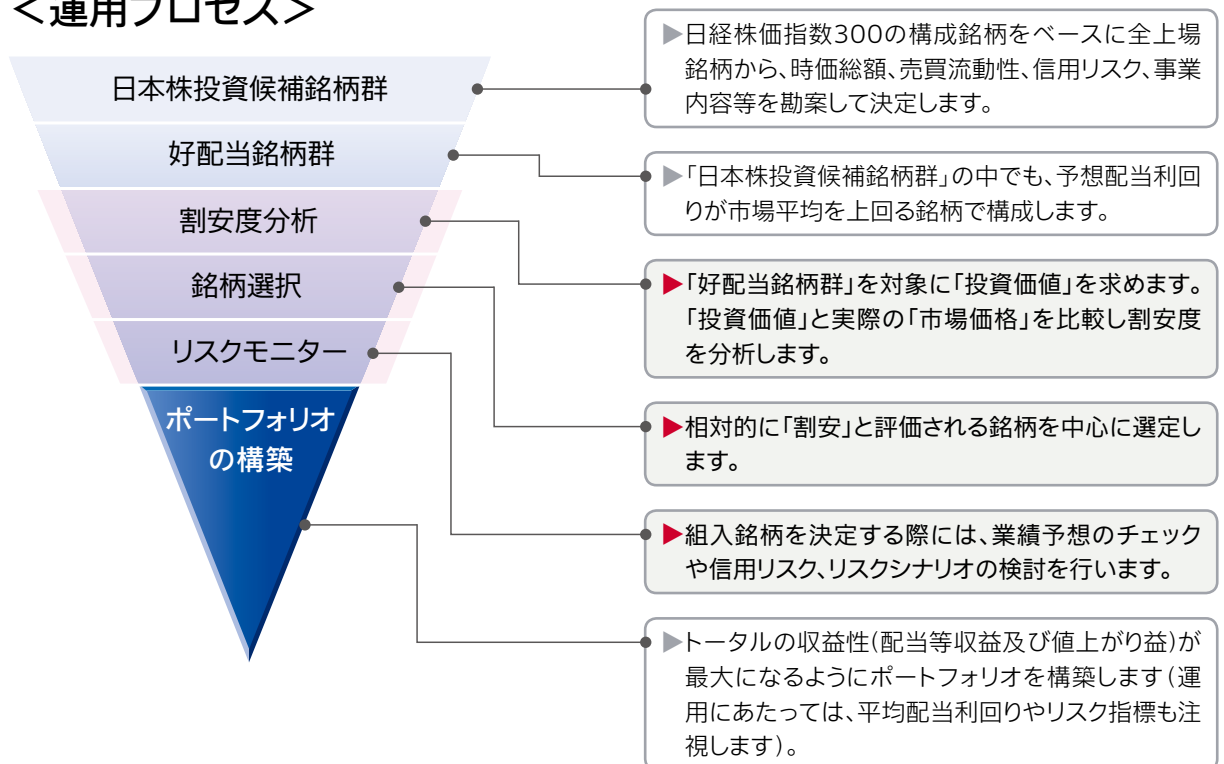 ＜運用プロセス＞
日本株投資候補銘柄群
▶日経株価指数300の構成銘柄をベースに全上場
銘柄から、時価総額、売買流動性、信用リスク、事業
内容等を勘案して決定します。
好配当銘柄群
▶「日本株投資候補銘柄群」の中でも、予想配当利回
りが市場平均を上回る銘柄で構成します。
割安度分析
▶「好配当銘柄群」を対象に「投資価値」を求めます。
「投資価値」と実際の「市場価格」を比較し割安度
を分析します。
銘柄選択
▶相対的に「割安」と評価される銘柄を中心に選定し
ます。
リスクモニター
▶組入銘柄を決定する際には、業績予想のチェック
や信用リスク、リスクシナリオの検討を行います。
ポートフォリオ
の構築
▶トータルの収益性(配当等収益及び値上がり益)が
最大になるようにポートフォリオを構築します（運
用にあたっては、平均配当利回りやリスク指標も注
視します）。